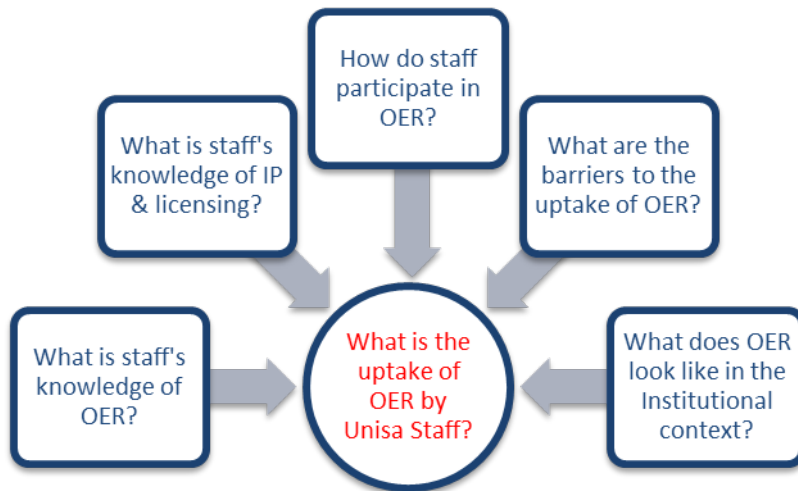 How do staff
participate in
OER?
What is staff's
knowledge of IP
& licensing?
What are the
barriers to the
uptake of OER?
What is staff's
knowledge of
OER?
What is the
uptake of
OER by
Unisa Staff?
What does OER
look like in the
Institutional
context?